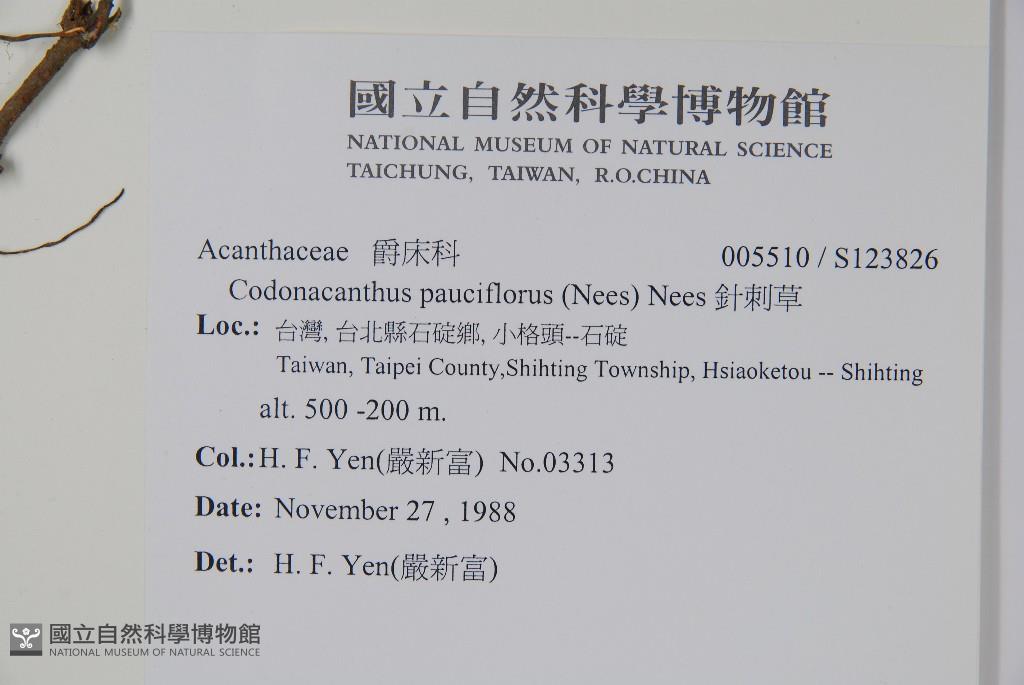 國立自然科學博物館
NATIONAL MUSEUM OF NATURAL SCIENCE
TAICHUNG, TAIWAN, R.O.CHINA
Acanthaceae 爵床科 005510 / S123826
Codonacanthus pauciflorus (Nees) Nees 針刺草
Loc.: 台灣, 台北縣石碇鄉, 小格頭--石碇
Taiwan, Taipei County,Shihting Township, Hsiaoketou -- Shihting
alt. 500 -200 m.
Col.:H. F. Yen(嚴新富) No.03313
Date: November 27 , 1988
Det.: H. F. Yen(嚴新富)
國立自然科學博物館
NATIONAL MUSEUM OF NATURAL SCIENCE